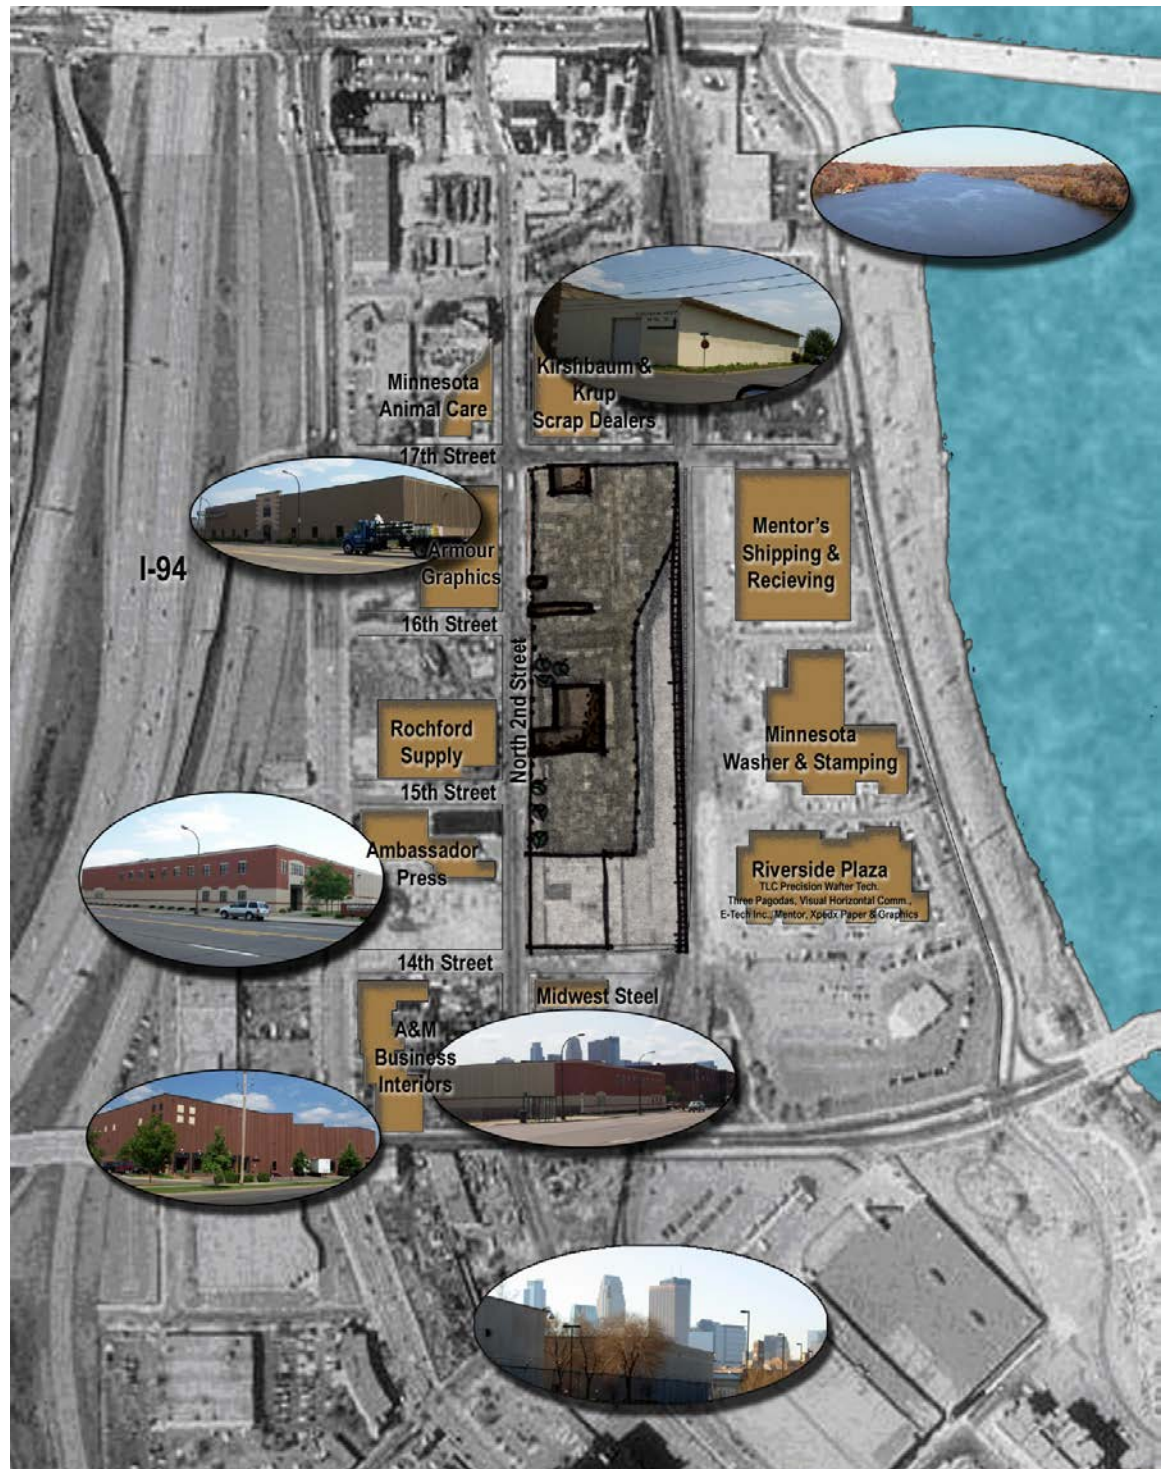 Minnesota
Animal Care
Kirshbaum &
Krup
Scrap Dealers
17th Street
Armour
Graphics
I-94
Mentor's
Shipping &
Recieving
16th Street
North 2nd Street
Rochford
Supply
Minnesota
Washer & Stamping
15th Street
Ambassador
Press
Riverside Plaza
TLC Precision Wafter Tech.
Three Pagodas, Visual Horizontal Comm.,
E-Tech Inc., Mentor, Xpedx Paper & Graphics
14th Street
Midwest Steel
A&M
Business
Interiors